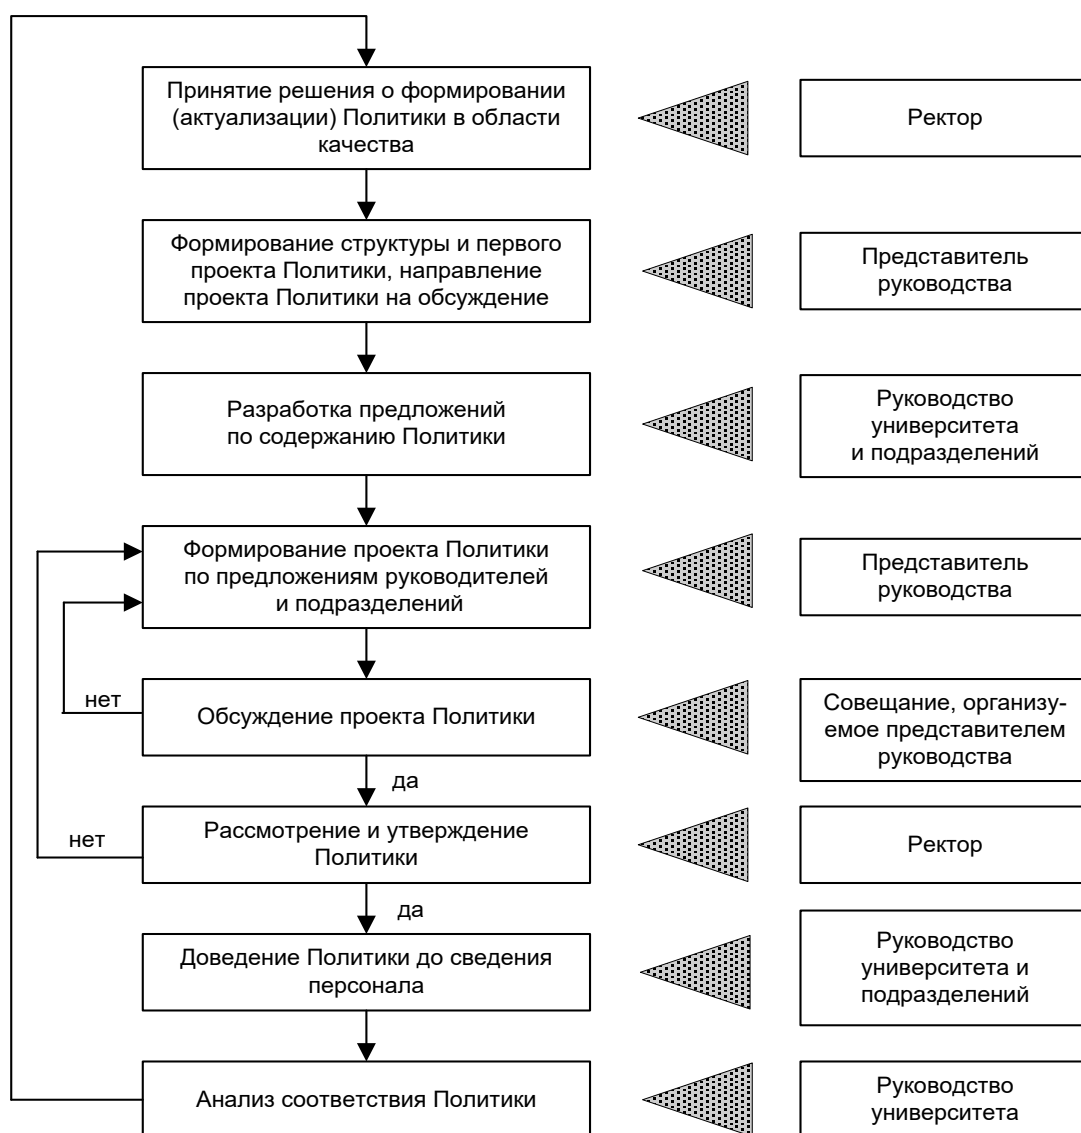 Принятие решения о формировании
(актуализации) Политики в области
качества
Ректор
Формирование структуры и первого
проекта Политики, направление
проекта Политики на обсуждение
Представитель
руководства
Разработка предложений
по содержанию Политики
Руководство
университета
и подразделений
Формирование проекта Политики
по предложениям руководителей
и подразделений
Представитель
руководства
нет
Обсуждение проекта Политики
Совещание, организу-
емое представителем
руководства
да
нет
Рассмотрение и утверждение
Политики
Ректор
да
Доведение Политики до сведения
персонала
Руководство
университета и
подразделений
Анализ соответствия Политики
Руководство
университета